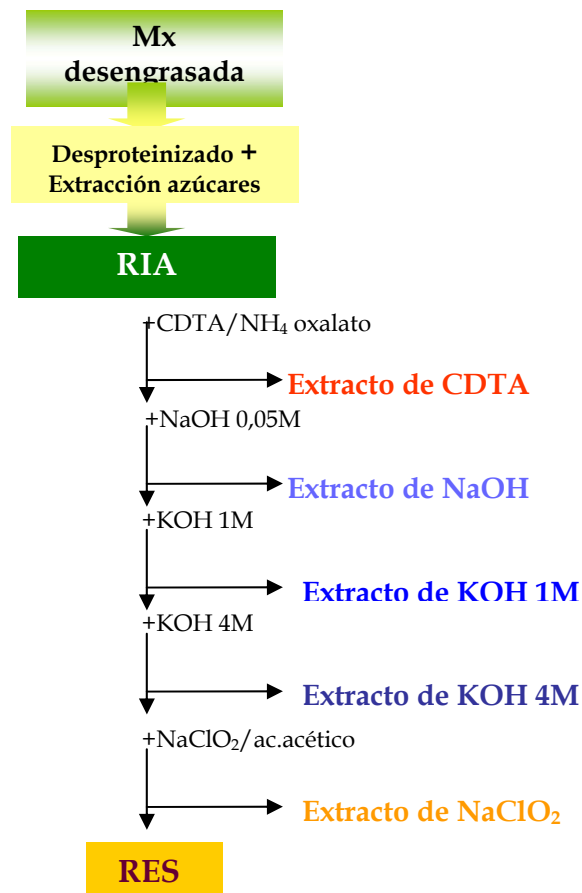 Mx
desengrasada
Desproteinizado +
Extracción azúcares
RIA
+CDTA/NH₄ oxalato
Extracto de CDTA
+NaOH 0,05M
Extracto de NaOH
+KOH 1M
Extracto de KOH 1M
+KOH 4M
Extracto de KOH 4M
+NaClO₂/ac.acético
Extracto de NaClO₂
RES